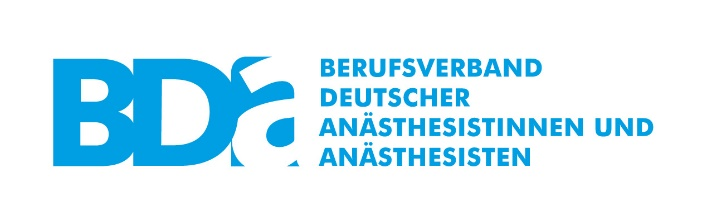 BDa
BERUFSVERBAND
DEUTSCHER
ANÄSTHESISTINNEN UND
ANÄSTHESISTEN